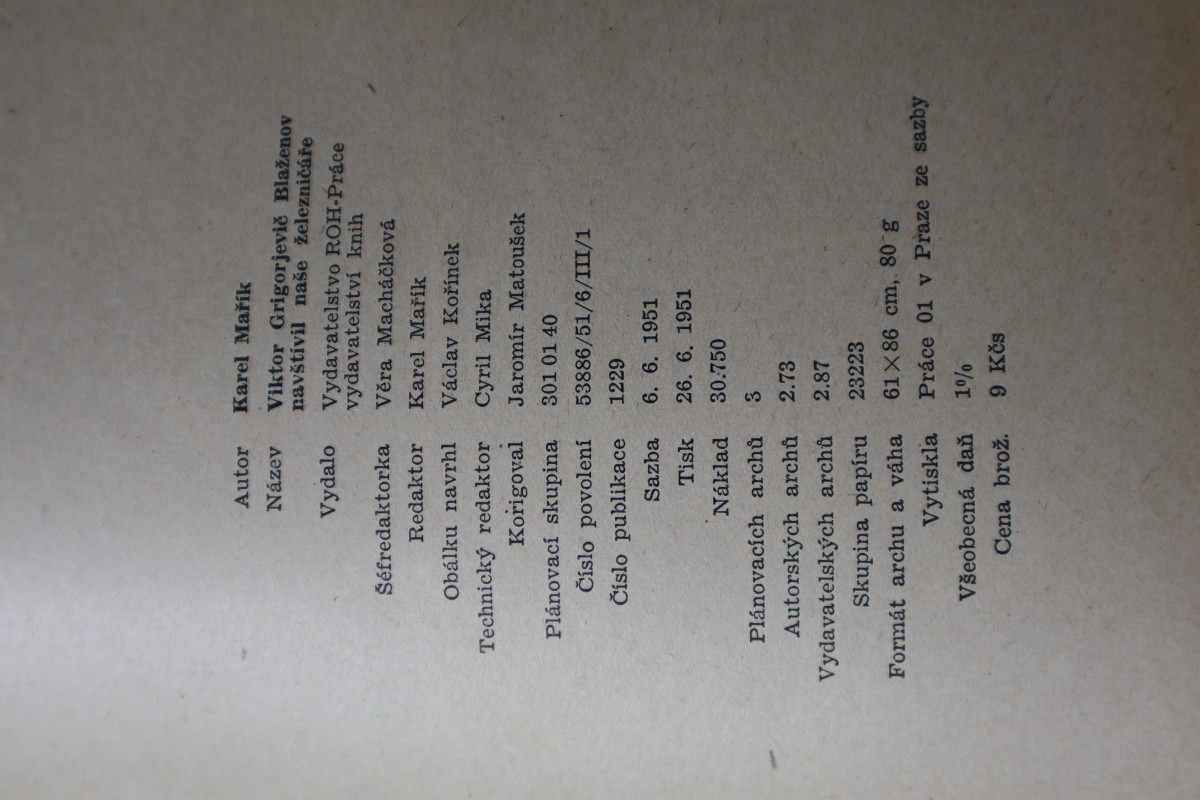 Autor Karel Mařík
Název Viktor Grigorjevič Blaženov
navštívil naše železničáře
Vydalo Vydavatelstvo ROH-Práce
vydavatelství knih
Šéfredaktorka Věra Macháčková
Redaktor Karel Mařík
Obálku navrhl Václav Kořínek
Technický redaktor Cyril Mika
Korigoval Jaromír Matoušek
Plánovací skupina 301 01 40
Číslo povolení 53886/51/6/III/1
Číslo publikace 1229
Sazba 6. 6. 1951
Tisk 26. 6. 1951
Náklad 30.750
Plánovacích archů 3
Autorských archů 2.73
Vydavatelských archů 2.87
Skupina papíru 23223
Formát archu a váha 61×86 cm, 80 g
Vytiskla Práce 01 v Praze ze sazby
Všeobecná daň 1%
Cena brož. 9 Kčs